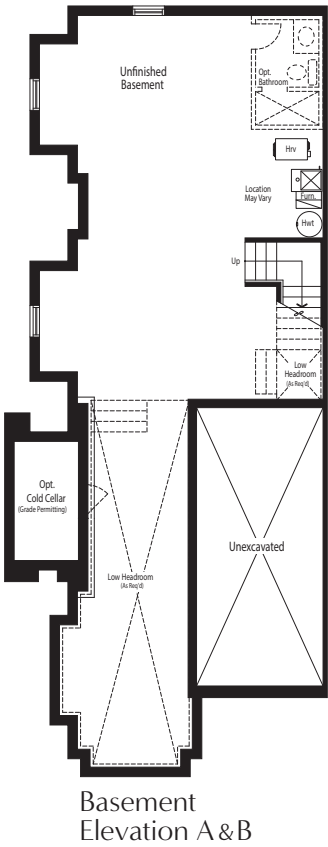 Unfinished
Basement
Opt.
Bathroom
Hrv
Location
May Vary
Furn.
Hwt
Up
Low
Headroom
(As Req'd)
Opt.
Cold Cellar
(Grade Permitting)
Unexcavated
Low Headroom
(As Req'd)
Basement
Elevation A & B